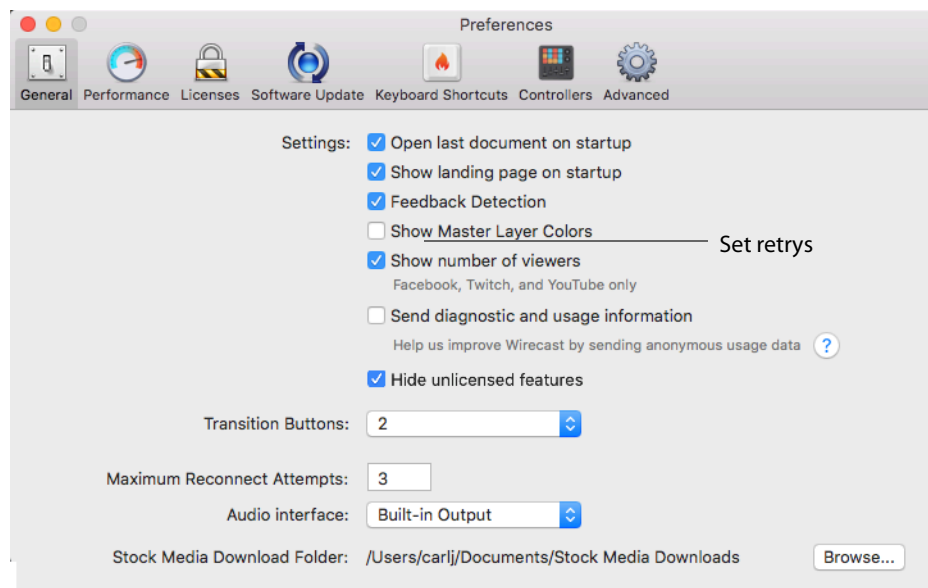 Preferences
General Performance Licenses Software Update Keyboard Shortcuts Controllers Advanced
Settings: Open last document on startup
Show landing page on startup
Feedback Detection
Show Master Layer Colors
Set retrys
Show number of viewers
Facebook, Twitch, and YouTube only
Send diagnostic and usage information
Help us improve Wirecast by sending anonymous usage data ?
Hide unlicensed features
Transition Buttons: 2
Maximum Reconnect Attempts: 3
Audio interface: Built-in Output
Stock Media Download Folder: /Users/carlj/Documents/Stock Media Downloads Browse...